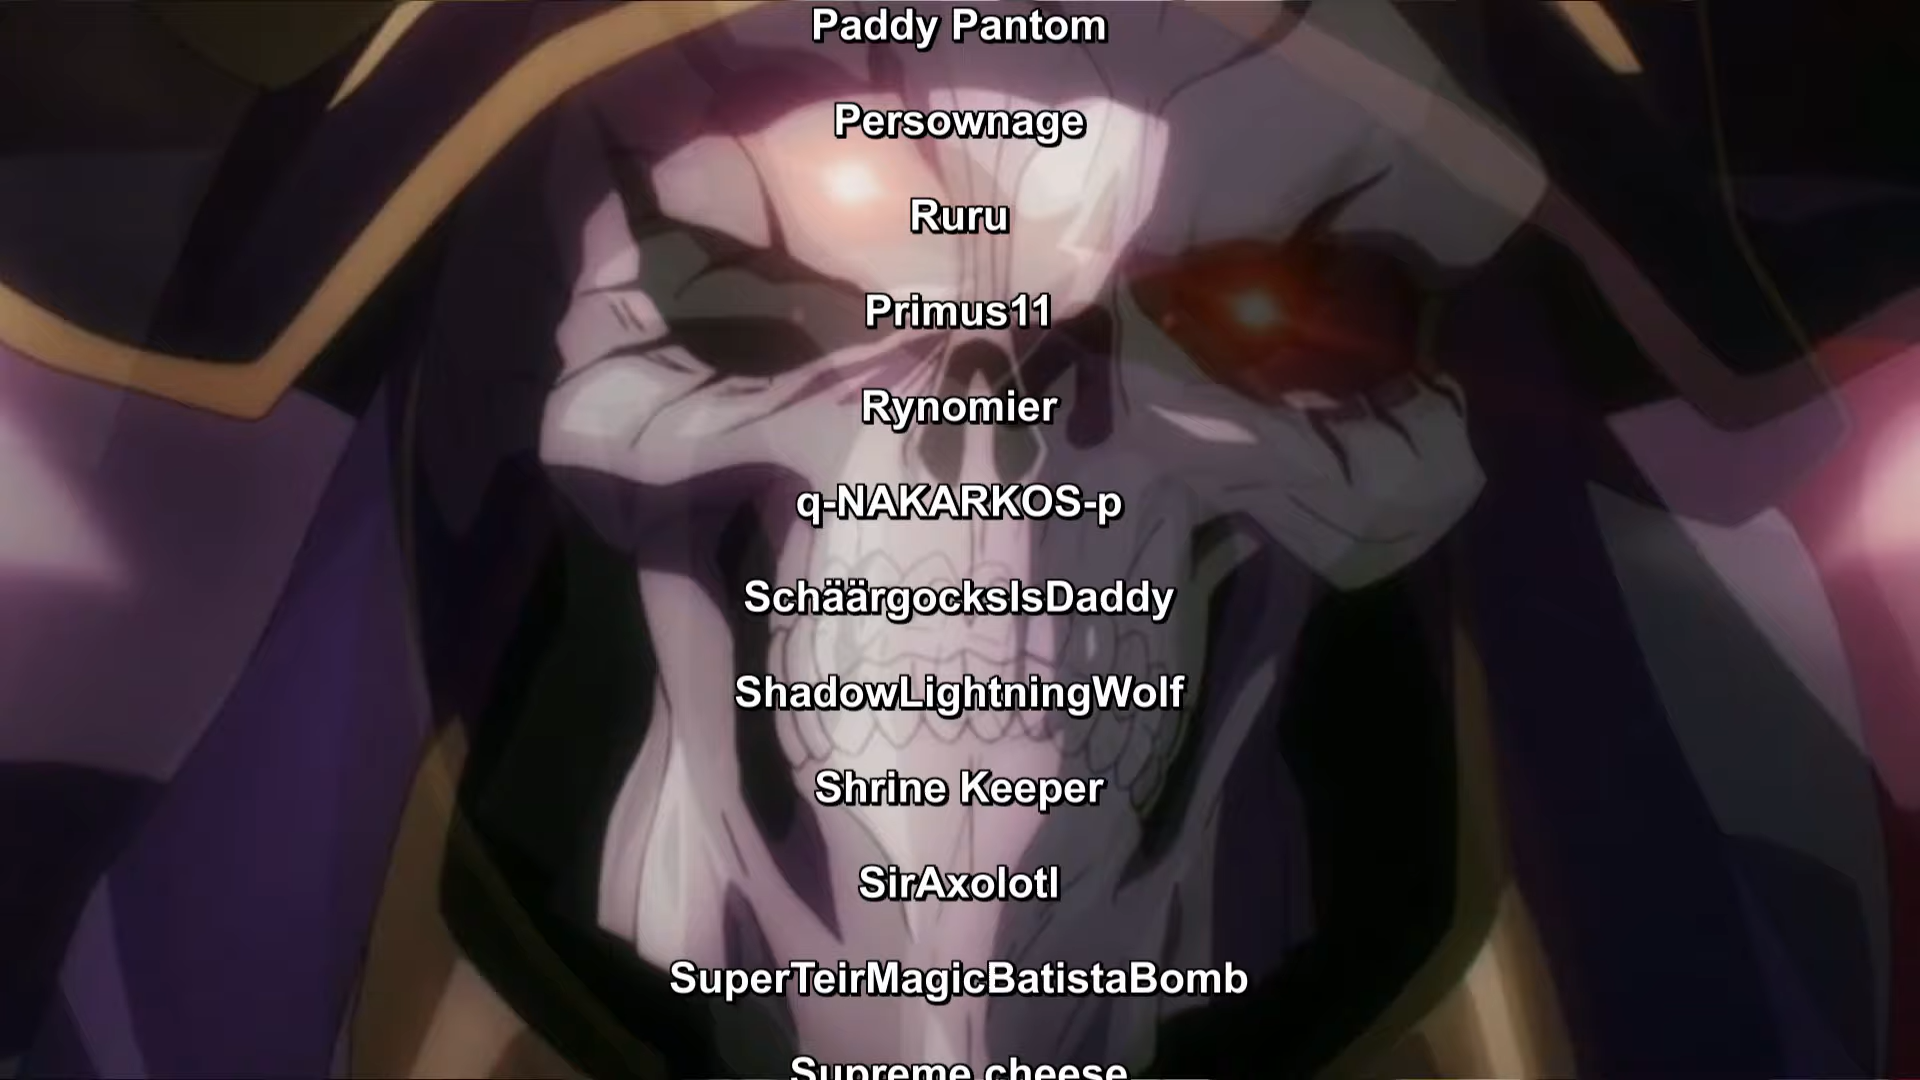 Paddy Pantom
Persownage
Ruru
Primus11
Rynomier
q-NAKARKOS-p
SchäärgocksIsDaddy
ShadowLightningWolf
Shrine Keeper
SirAxolotl
SuperTeirMagicBatistaBomb
Supreme cheese